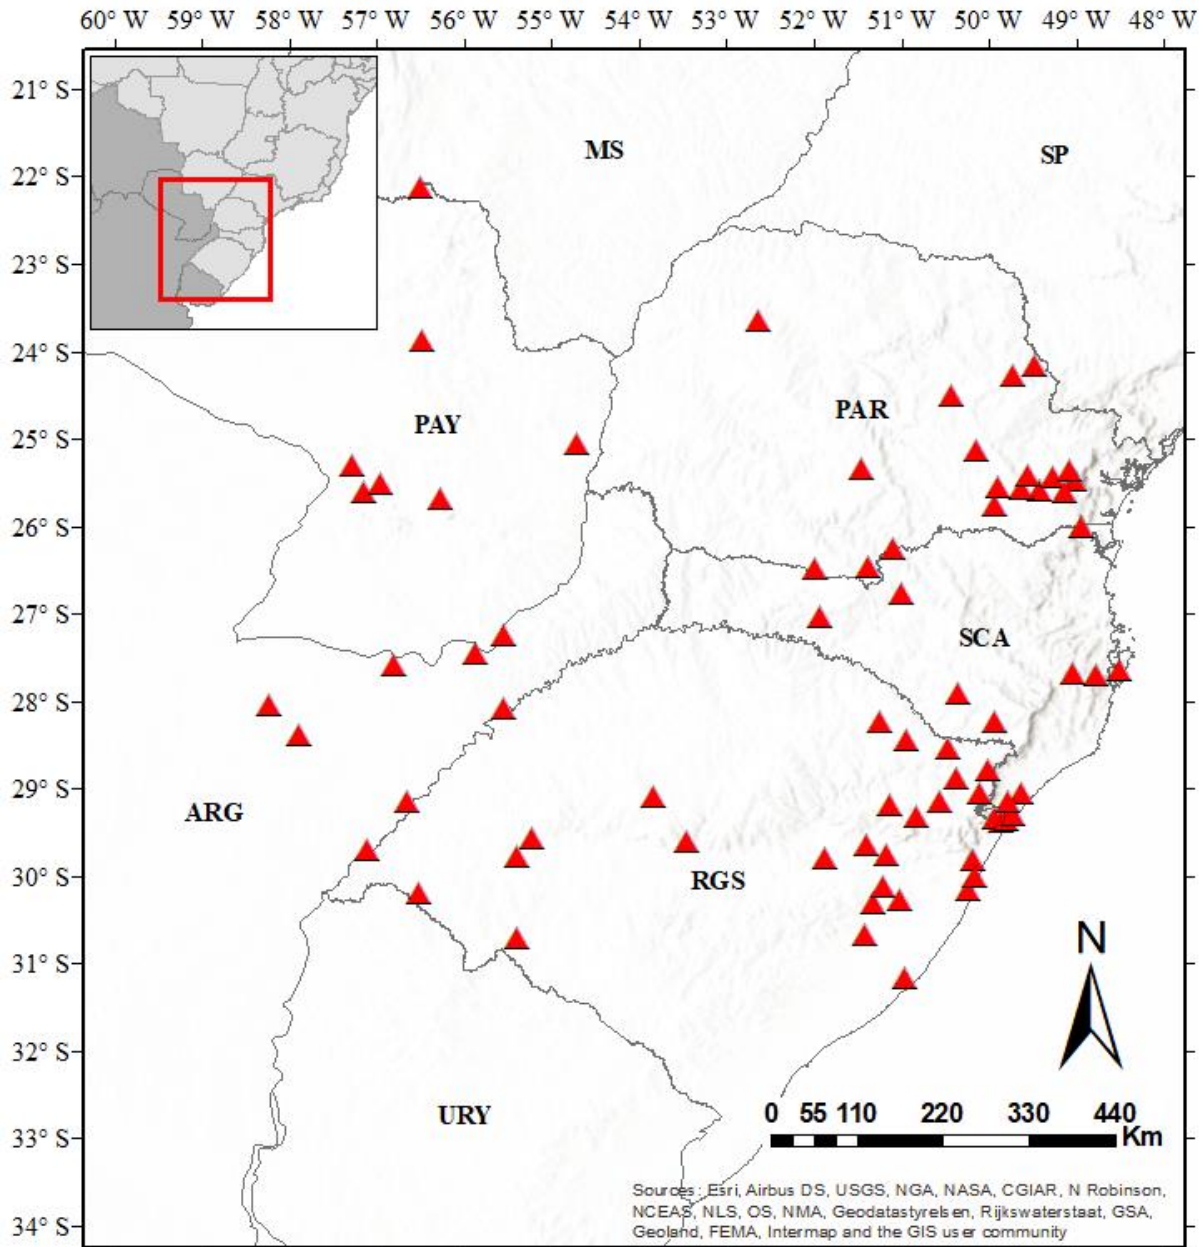 60° W 59° W 58° W 57° W 56° W 55° W 54° W 53° W 52° W 51° W 50° W 49° W 48° W
21° S
MS
SP
22° S
23° S
24° S
PAR
PAY
25° S
26° S
27° S
SCA
28° S
29° S
ARG
RGS
30° S
N
31° S
32° S
URY
0 55 110 220 330 440
Km
33° S
Sources: Esri, Airbus DS, USGS, NGA, NASA, CGIAR, N Robinson,
NCEAS, NLS, OS, NMA, Geodatastyrelsen, Rijkswaterstaat, GSA,
Geoland, FEMA, Intermap and the GIS user community
34° S